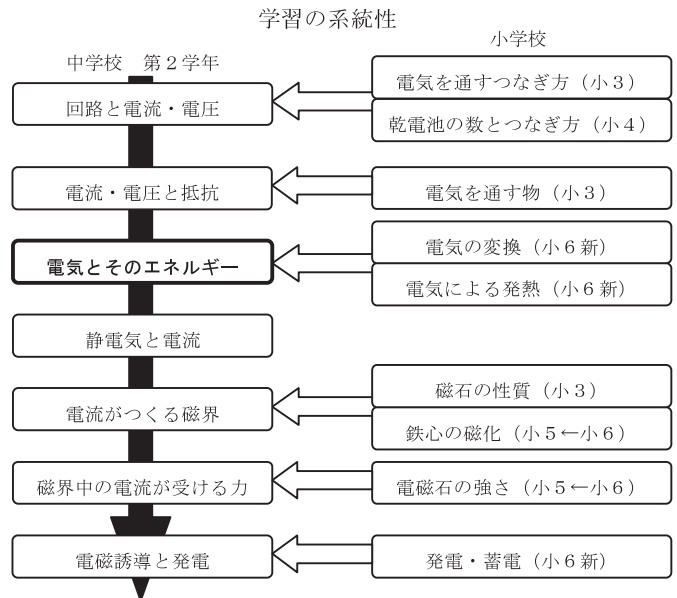 学習の系統性
中学校　第２学年
小学校
回路と電流・電圧
電気を通すつなぎ方（小３）
乾電池の数とつなぎ方（小４）
電流・電圧と抵抗
電気を通す物（小３）
電気とそのエネルギー
電気の変換（小６新）
電気による発熱（小６新）
静電気と電流
電流がつくる磁界
磁石の性質（小３）
鉄心の磁化（小５←小６）
磁界中の電流が受ける力
電磁石の強さ（小５←小６）
電磁誘導と発電
発電・蓄電（小６新）